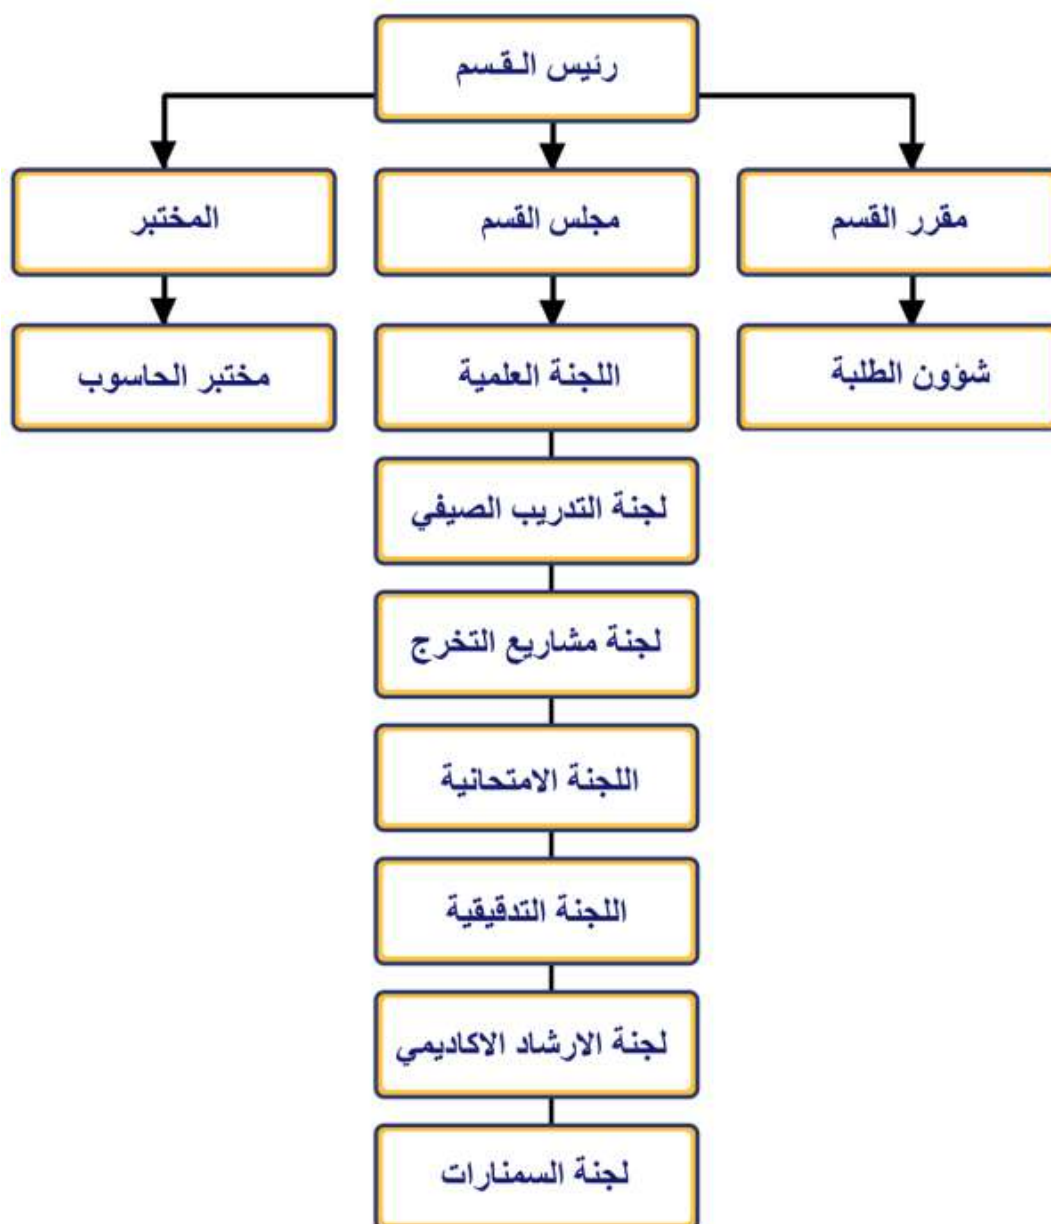 رئيس القسم
مقرر القسم
مجلس القسم
المختبر
شؤون الطلبة
اللجنة العلمية
مختبر الحاسوب
لجنة التدريب الصيفي
لجنة مشاريع التخرج
اللجنة الامتحانية
اللجنة التدقيقية
لجنة الارشاد الاكاديمي
لجنة السمنارات